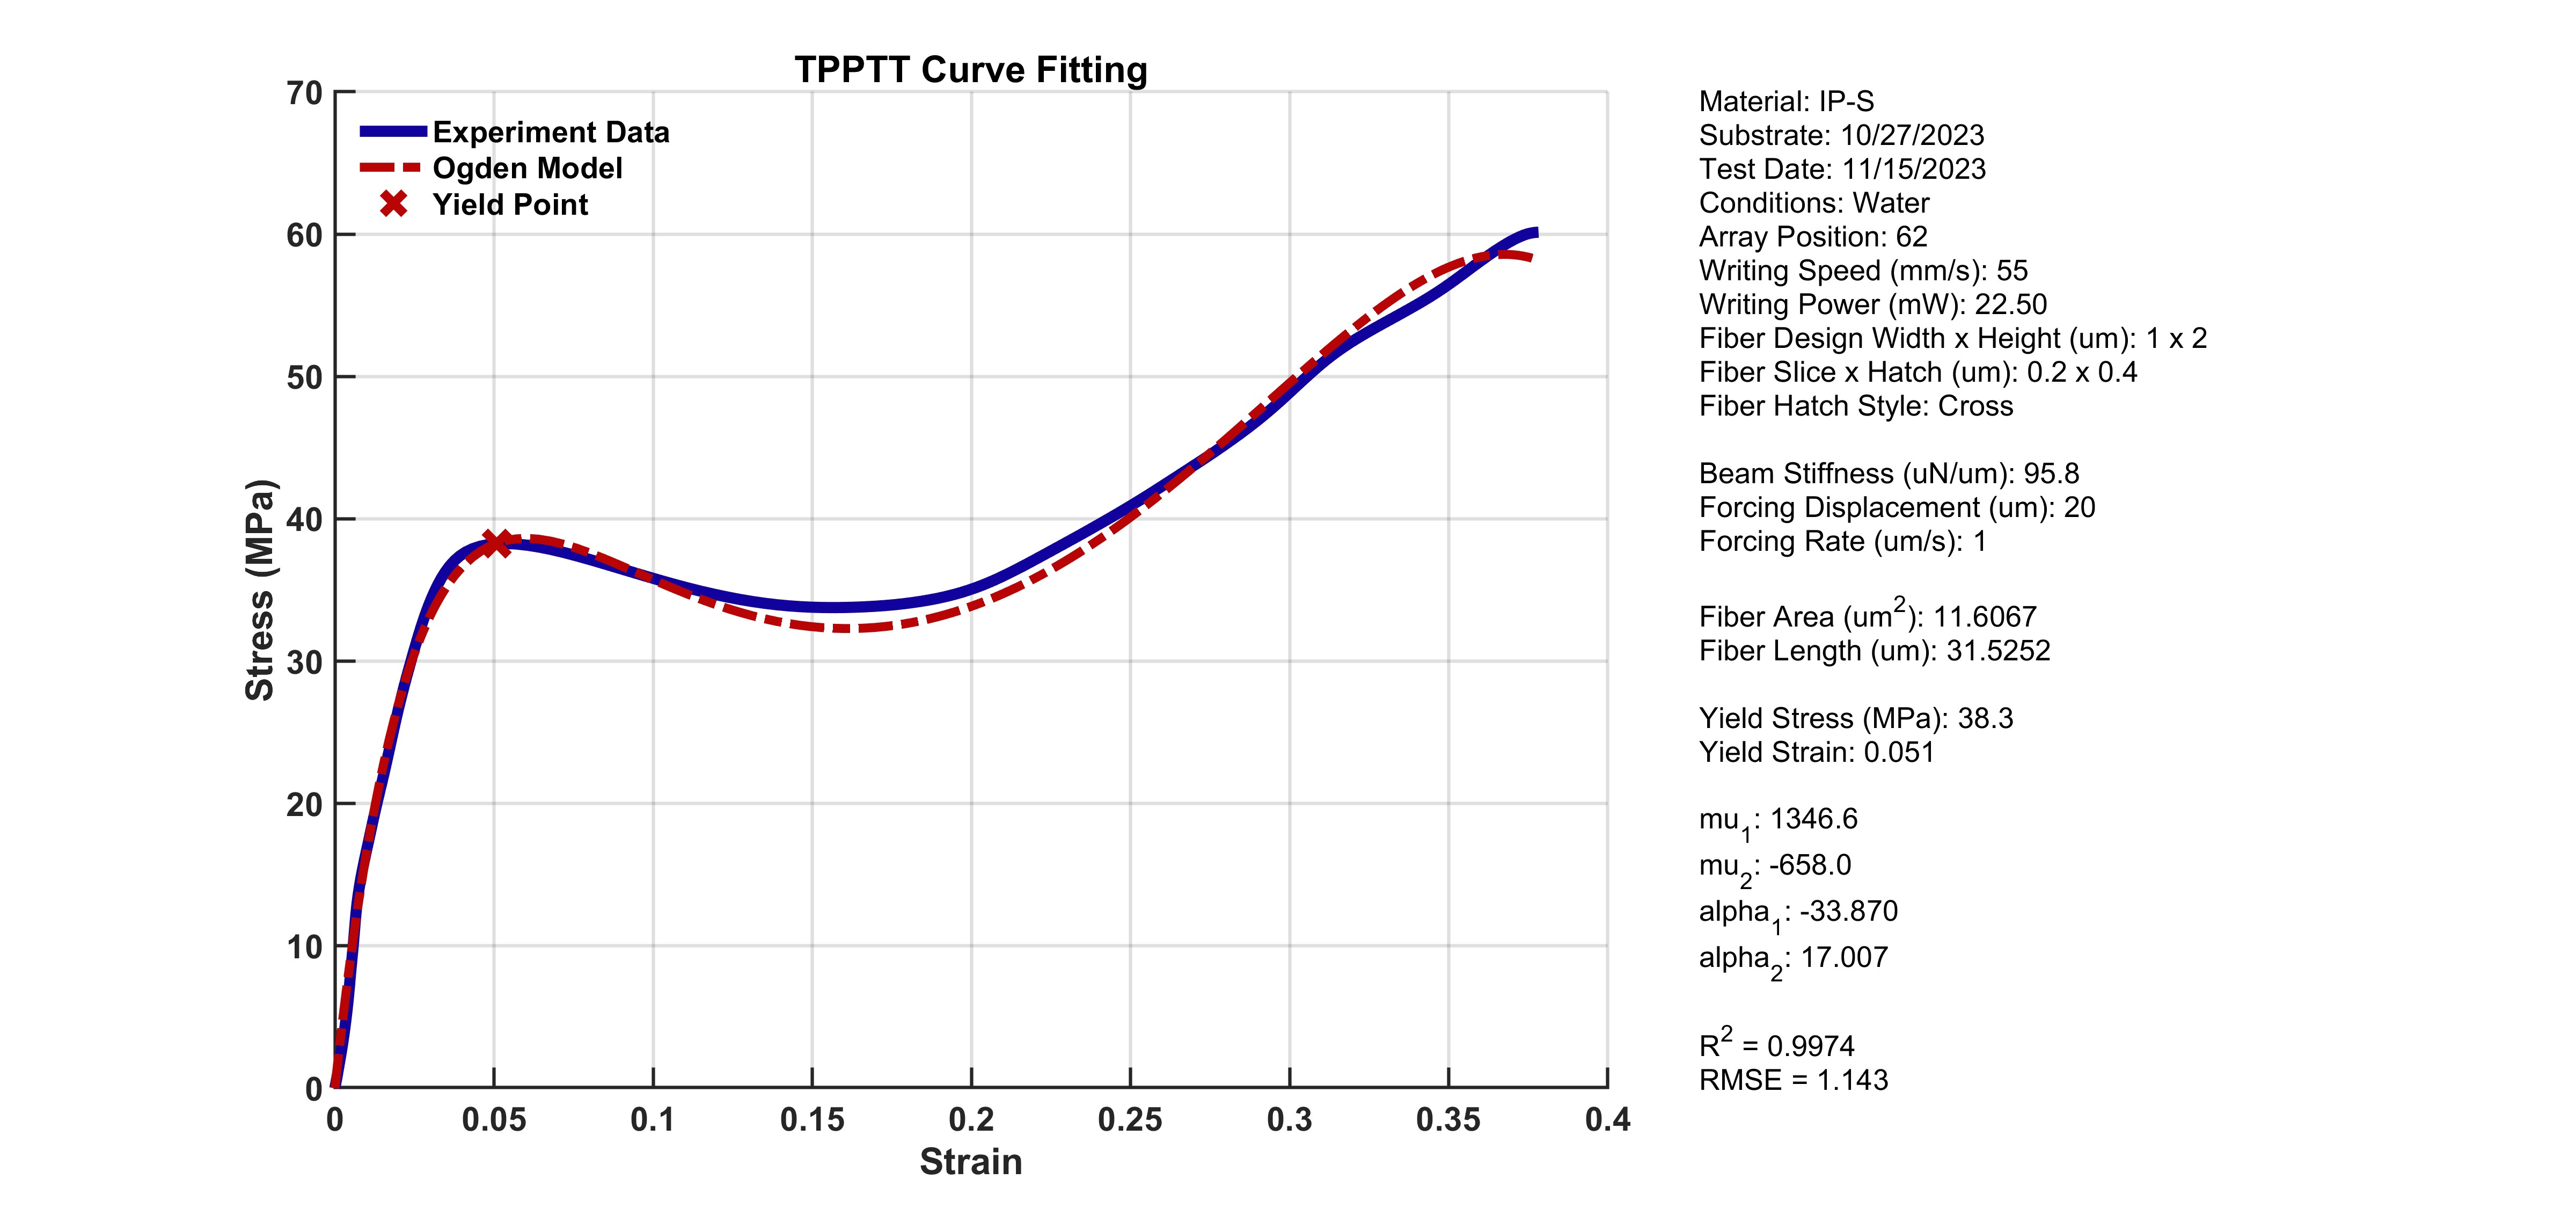 TPPTT Curve Fitting
70
60
50
40
30
20
10
0
Stress (MPa)
Experiment Data
Ogden Model
Yield Point
0 0.05 0.1 0.15 0.2 0.25 0.3 0.35 0.4
Strain
Material: IP-S
Substrate: 10/27/2023
Test Date: 11/15/2023
Conditions: Water
Array Position: 62
Writing Speed (mm/s): 55
Writing Power (mW): 22.50
Fiber Design Width x Height (um): 1 x 2
Fiber Slice x Hatch (um): 0.2 x 0.4
Fiber Hatch Style: Cross
Beam Stiffness (uN/um): 95.8
Forcing Displacement (um): 20
Forcing Rate (um/s): 1
Fiber Area (um²): 11.6067
Fiber Length (um): 31.5252
Yield Stress (MPa): 38.3
Yield Strain: 0.051
mu₁: 1346.6
mu₂: -658.0
alpha₁: -33.870
alpha₂: 17.007
R² = 0.9974
RMSE = 1.143